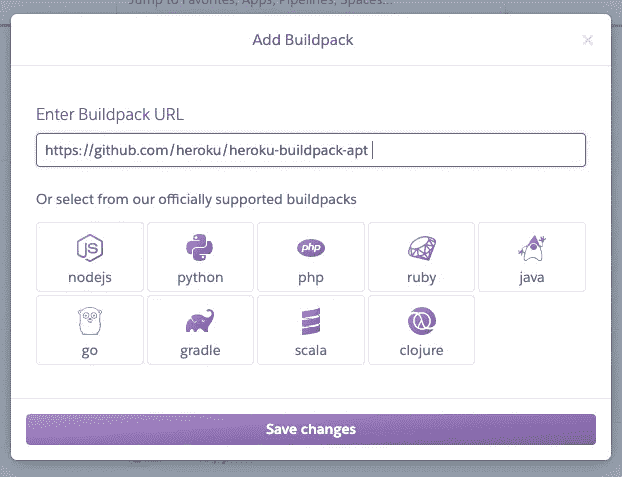 Jump to Favorites, Apps, Pipelines, Spaces...
Add Buildpack
×
Enter Buildpack URL
https://github.com/heroku/heroku-buildpack-apt
Or select from our officially supported buildpacks
JS
php
nodejs python php ruby java
go gradle scala clojure
Save changes